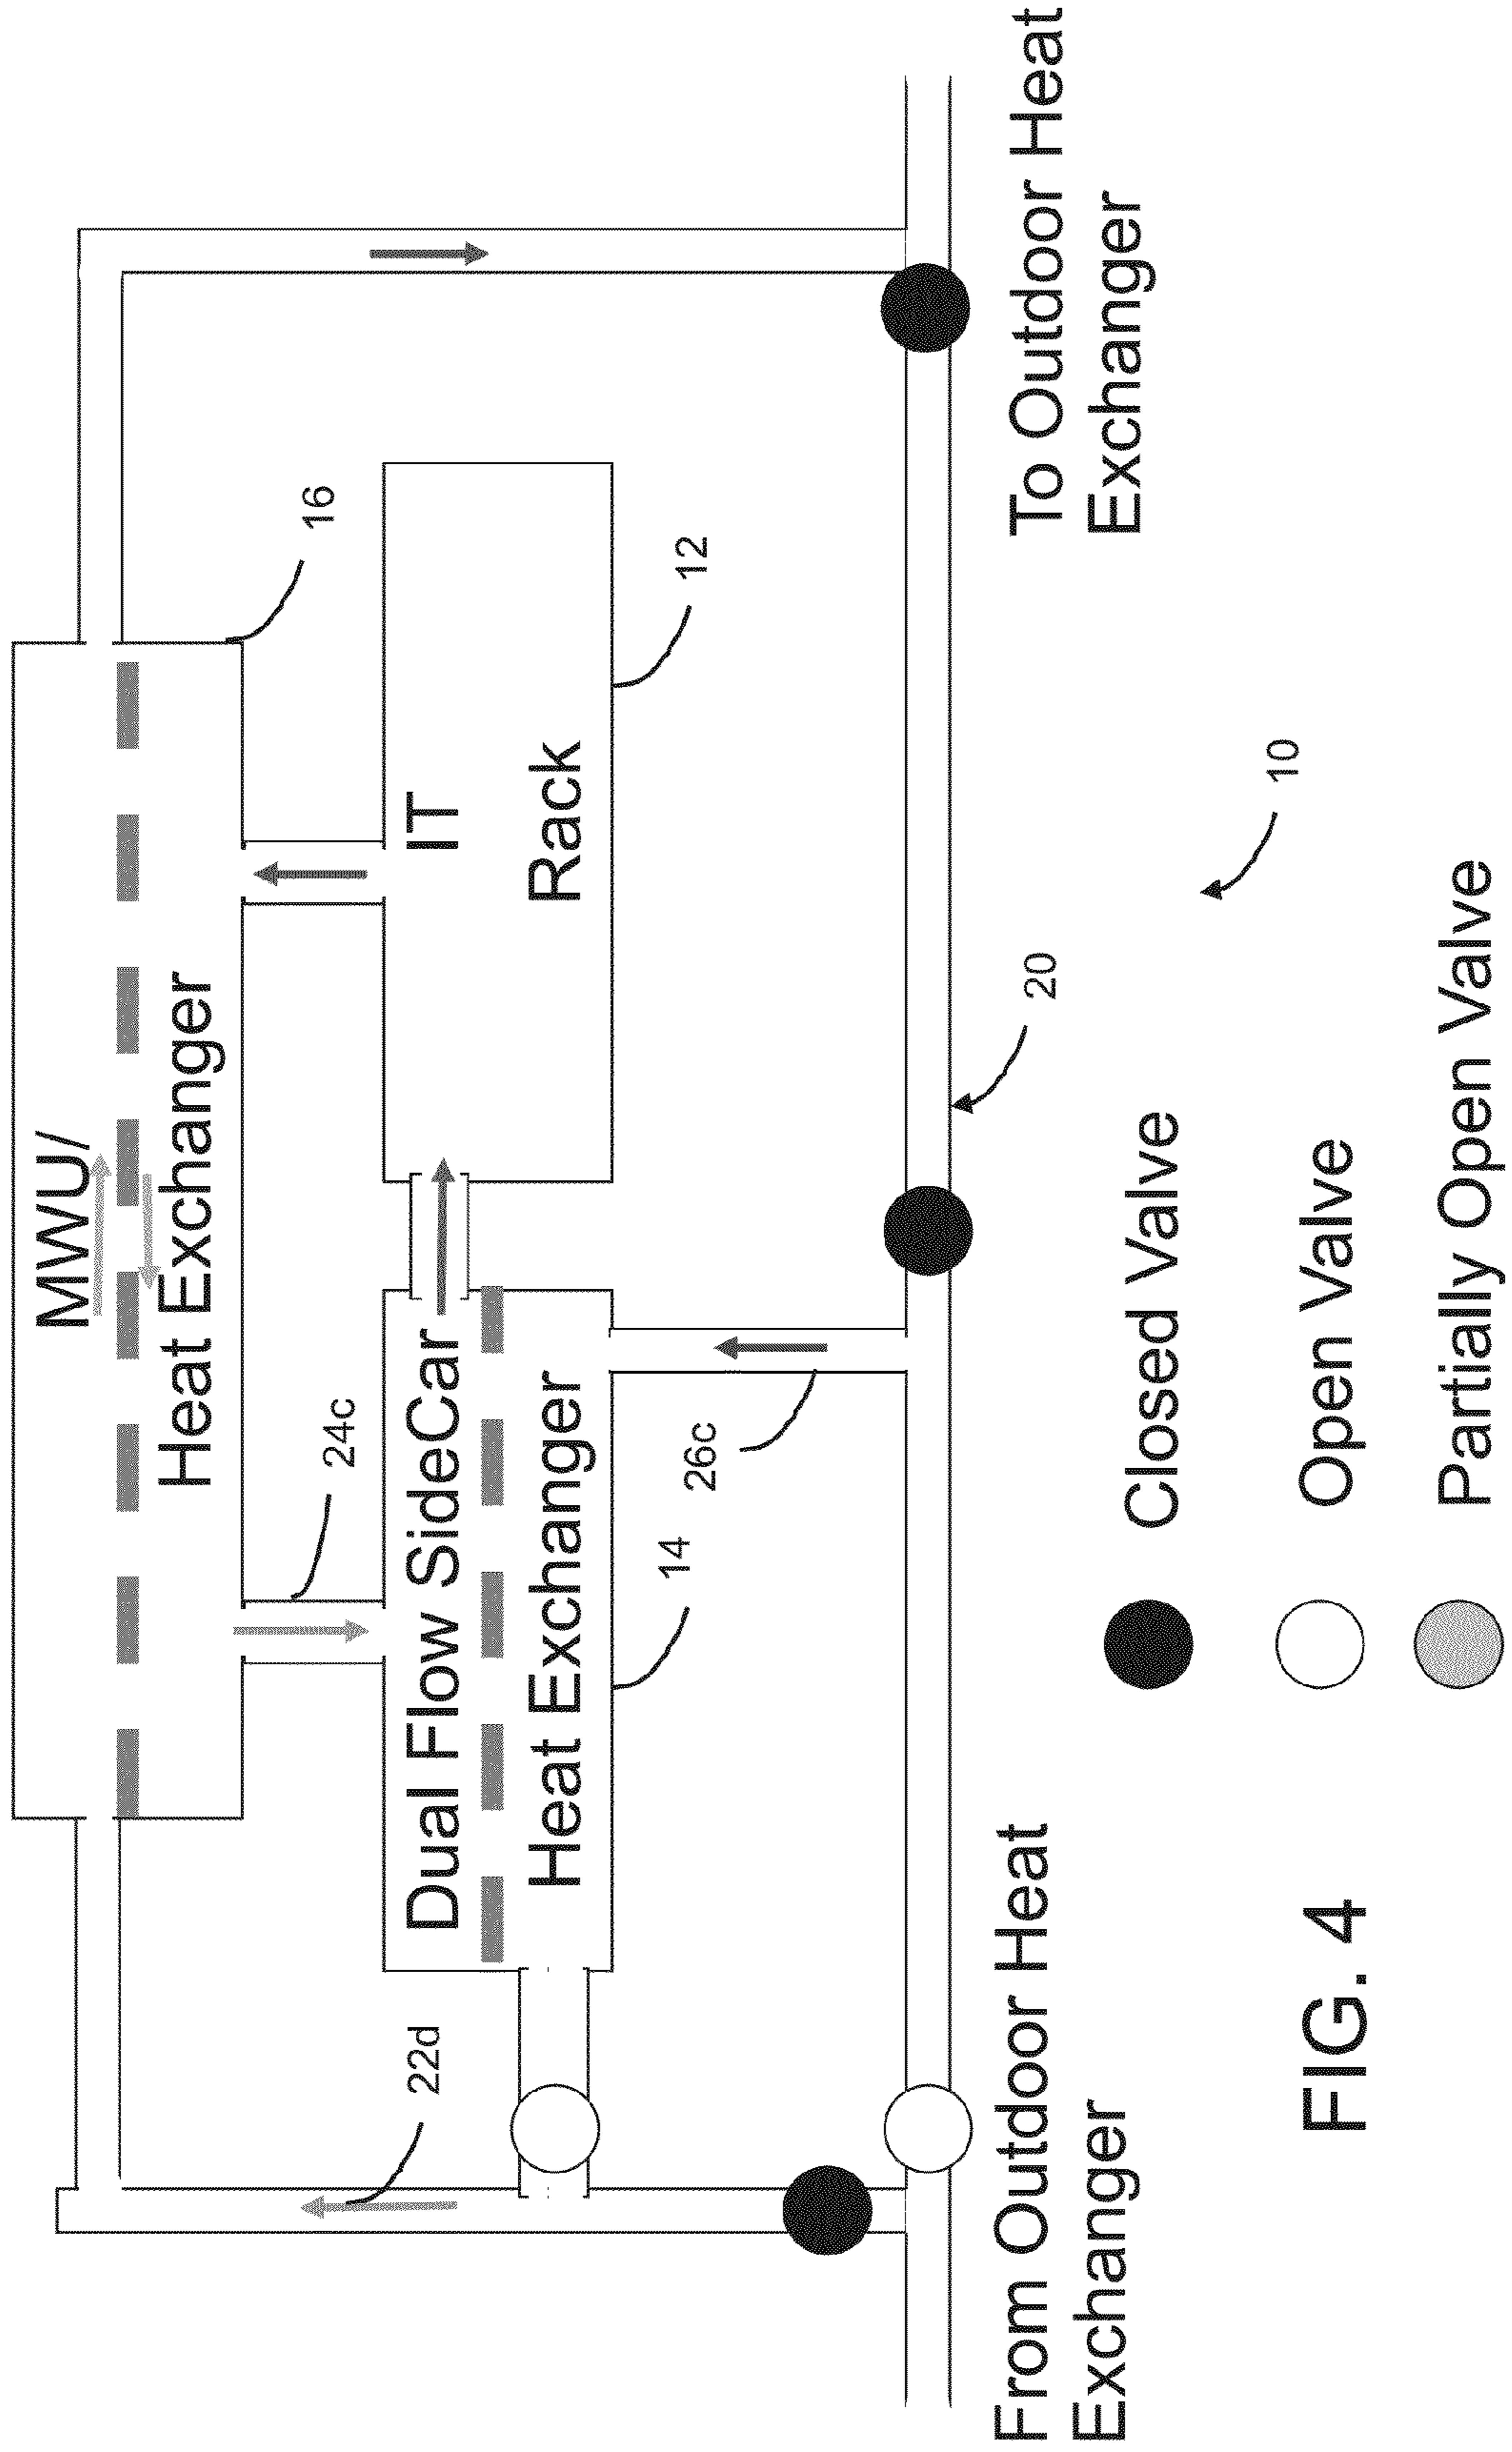 MWU/
Heat Exchanger
16
24c
22d
Dual Flow SideCar
Heat Exchanger
IT
Rack
12
14
26c
20
From Outdoor Heat
Exchanger
To Outdoor Heat
Exchanger
10
Closed Valve
Open Valve
Partially Open Valve
FIG. 4